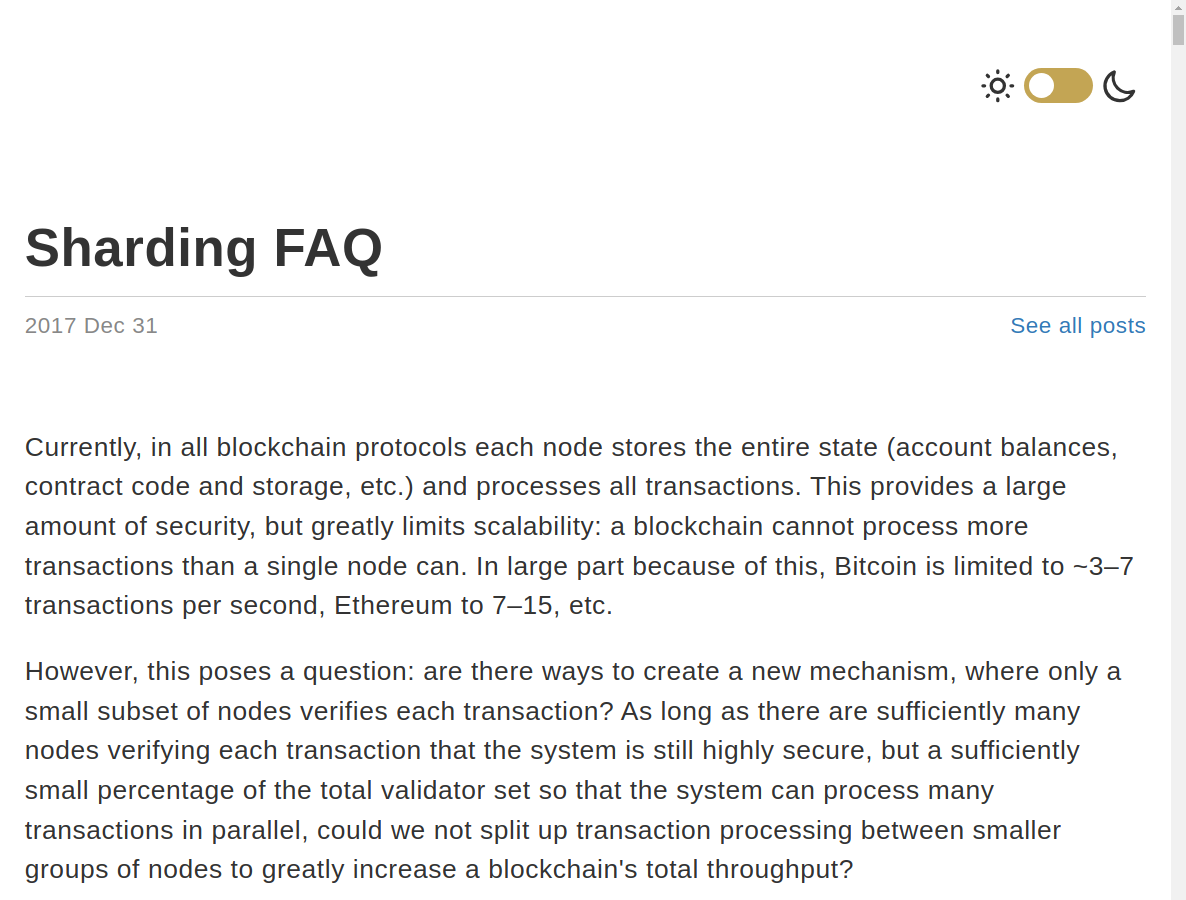 Sharding FAQ
2017 Dec 31
See all posts
Currently, in all blockchain protocols each node stores the entire state (account balances,
contract code and storage, etc.) and processes all transactions. This provides a large
amount of security, but greatly limits scalability: a blockchain cannot process more
transactions than a single node can. In large part because of this, Bitcoin is limited to ~3–7
transactions per second, Ethereum to 7–15, etc.
However, this poses a question: are there ways to create a new mechanism, where only a
small subset of nodes verifies each transaction? As long as there are sufficiently many
nodes verifying each transaction that the system is still highly secure, but a sufficiently
small percentage of the total validator set so that the system can process many
transactions in parallel, could we not split up transaction processing between smaller
groups of nodes to greatly increase a blockchain's total throughput?